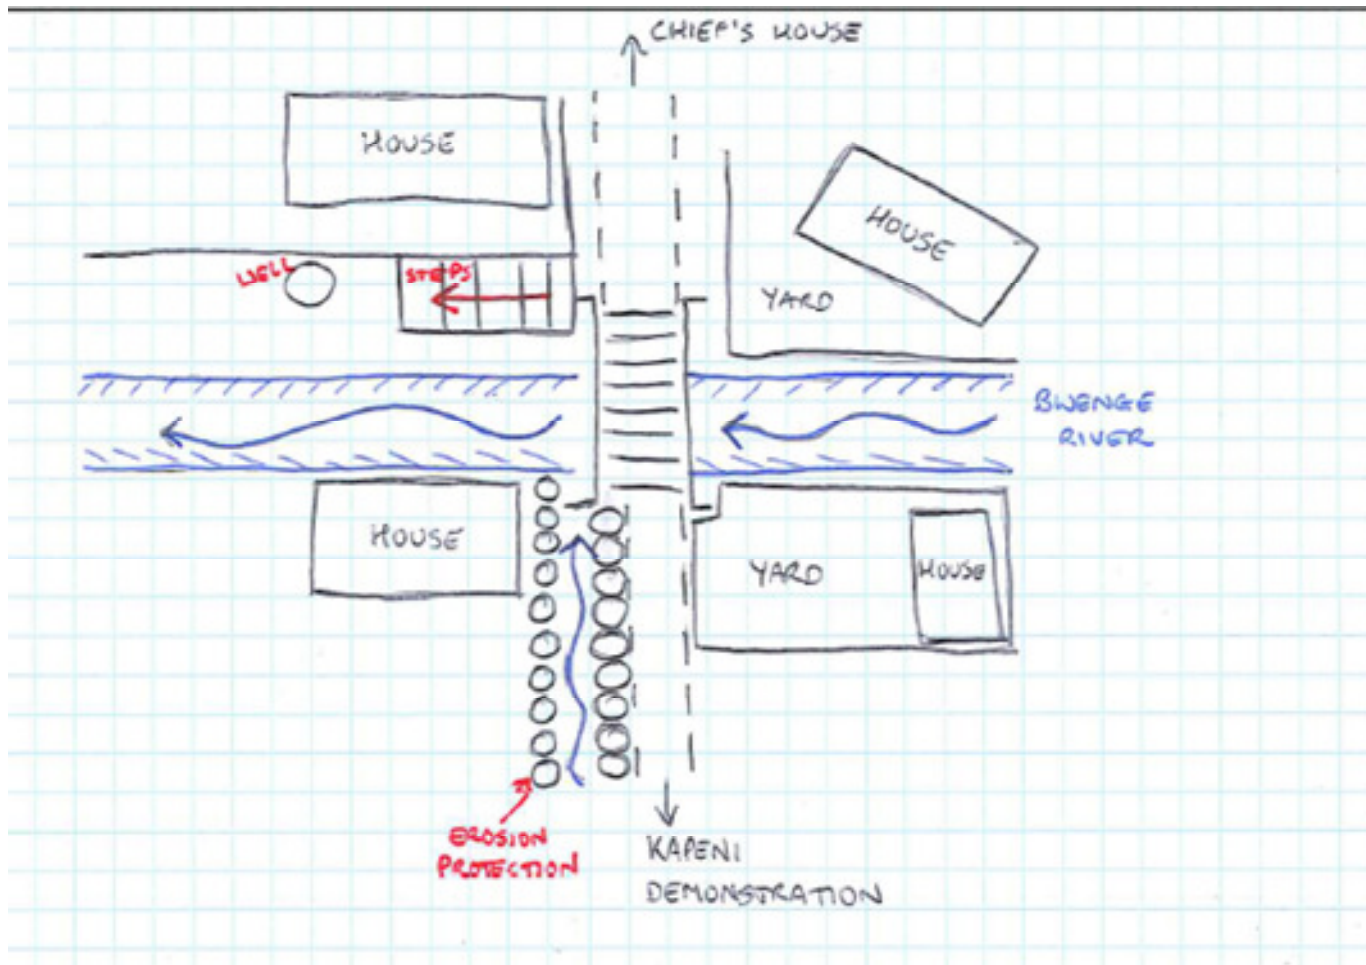 CHIEF'S HOUSE
HOUSE
HOUSE
WELL
STEPS
YARD
BWENGE
RIVER
HOUSE
YARD
HOUSE
EROSION
PROTECTION
KAPENI
DEMONSTRATION